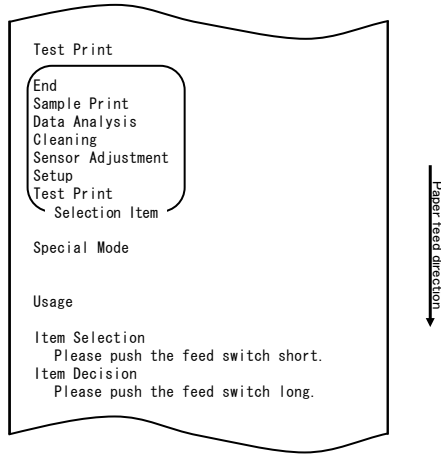 Test Print
End
Sample Print
Data Analysis
Cleaning
Sensor Adjustment
Setup
Test Print
Selection Item
Special Mode
Usage
Item Selection
Please push the feed switch short.
Item Decision
Please push the feed switch long.
Paper feed direction